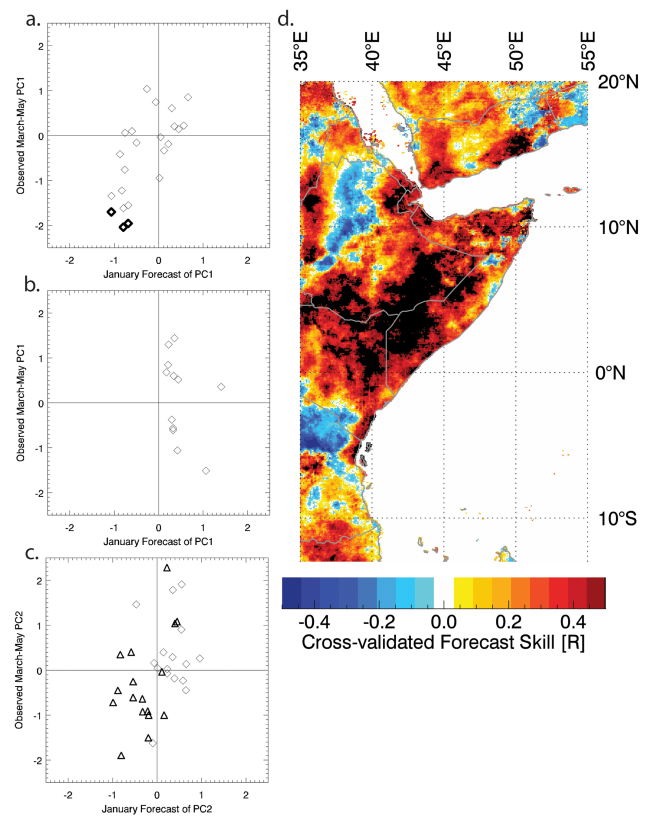 a.
Observed March-May PC1
2
1
0
-1
-2
-2 -1 0 1 2
January Forecast of PC1
b.
Observed March-May PC1
2
1
0
-1
-2
-2 -1 0 1 2
January Forecast of PC1
c.
Observed March-May PC2
2
1
0
-1
-2
-2 -1 0 1 2
January Forecast of PC2
d.
35°E 40°E 45°E 50°E 55°E
20°N
10°N
0°N
10°S
-0.4 -0.2 0.0 0.2 0.4
Cross-validated Forecast Skill [R]